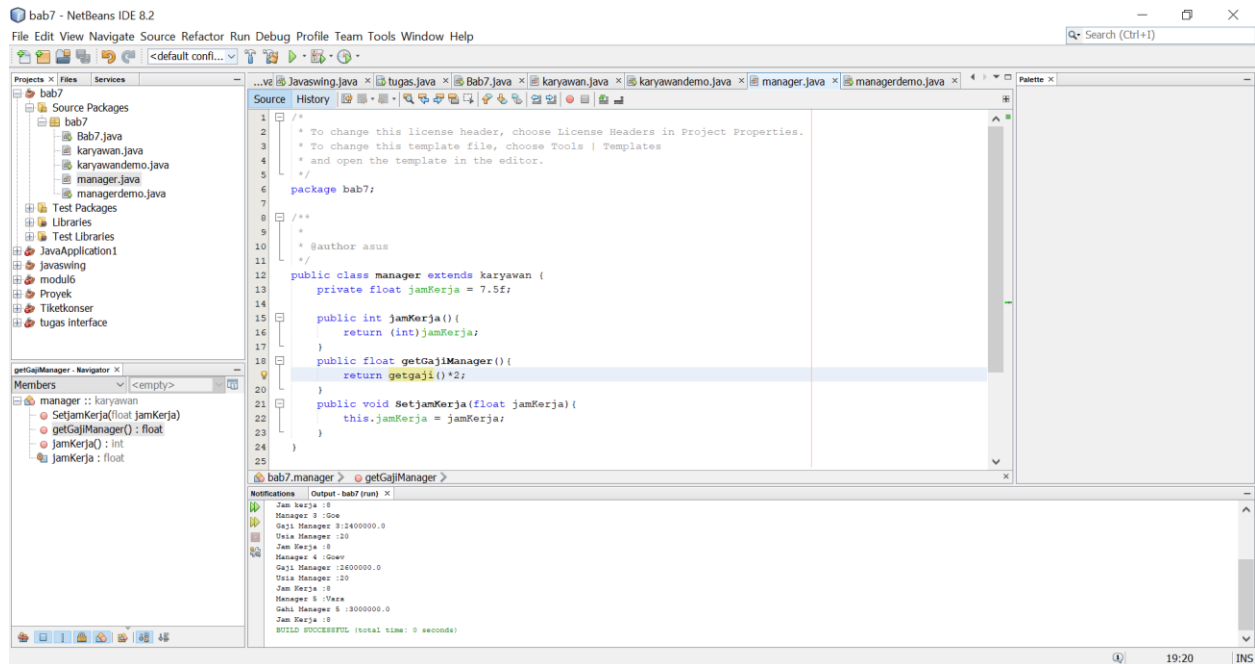 bab7 - NetBeans IDE 8.2
File Edit View Navigate Source Refactor Run Debug Profile Team Tools Window Help
Search (Ctrl+I)
<default confi...
Projects Files Services
bab7
Source Packages
bab7
Bab7.java
karyawan.java
karyawandemo.java
manager.java
managerdemo.java
Test Packages
Libraries
Test Libraries
JavaApplication1
javaswing
modul6
Proyek
Tiketkonser
tugas interface
getGajiManager - Navigator
Members <empty>
manager :: karyawan
SetjamKerja(float jamKerja)
getGajiManager() : float
jamKerja() : int
jamKerja : float
...va Javaswing.java tugas.java Bab7.java karyawan.java karyawandemo.java manager.java managerdemo.java
Source History
1 /*
2 * To change this license header, choose License Headers in Project Properties.
3 * To change this template file, choose Tools | Templates
4 * and open the template in the editor.
5 */
6 package bab7;
7
8 /**
9 *
10 * @author asus
11 */
12 public class manager extends karyawan {
13 private float jamKerja = 7.5f;
14
15 public int jamKerja(){
16 return (int)jamKerja;
17 }
18 public float getGajiManager(){
return getgaji()*2;
20 }
21 public void SetjamKerja(float jamKerja){
22 this.jamKerja = jamKerja;
23 }
24 }
25
bab7.manager getGajiManager
Notifications Output - bab7 (run)
Jam kerja :8
Manager 3 :Goe
Gaji Manager 3:2400000.0
Usia Manager :20
Jam Kerja :8
Manager 4 :Goev
Gaji Manager :2600000.0
Usia Manager :20
Jam Kerja :8
Manager 5 :Vara
Gahi Manager 5 :3000000.0
Jam Kerja :8
BUILD SUCCESSFUL (total time: 0 seconds)
Palette
19:20 INS